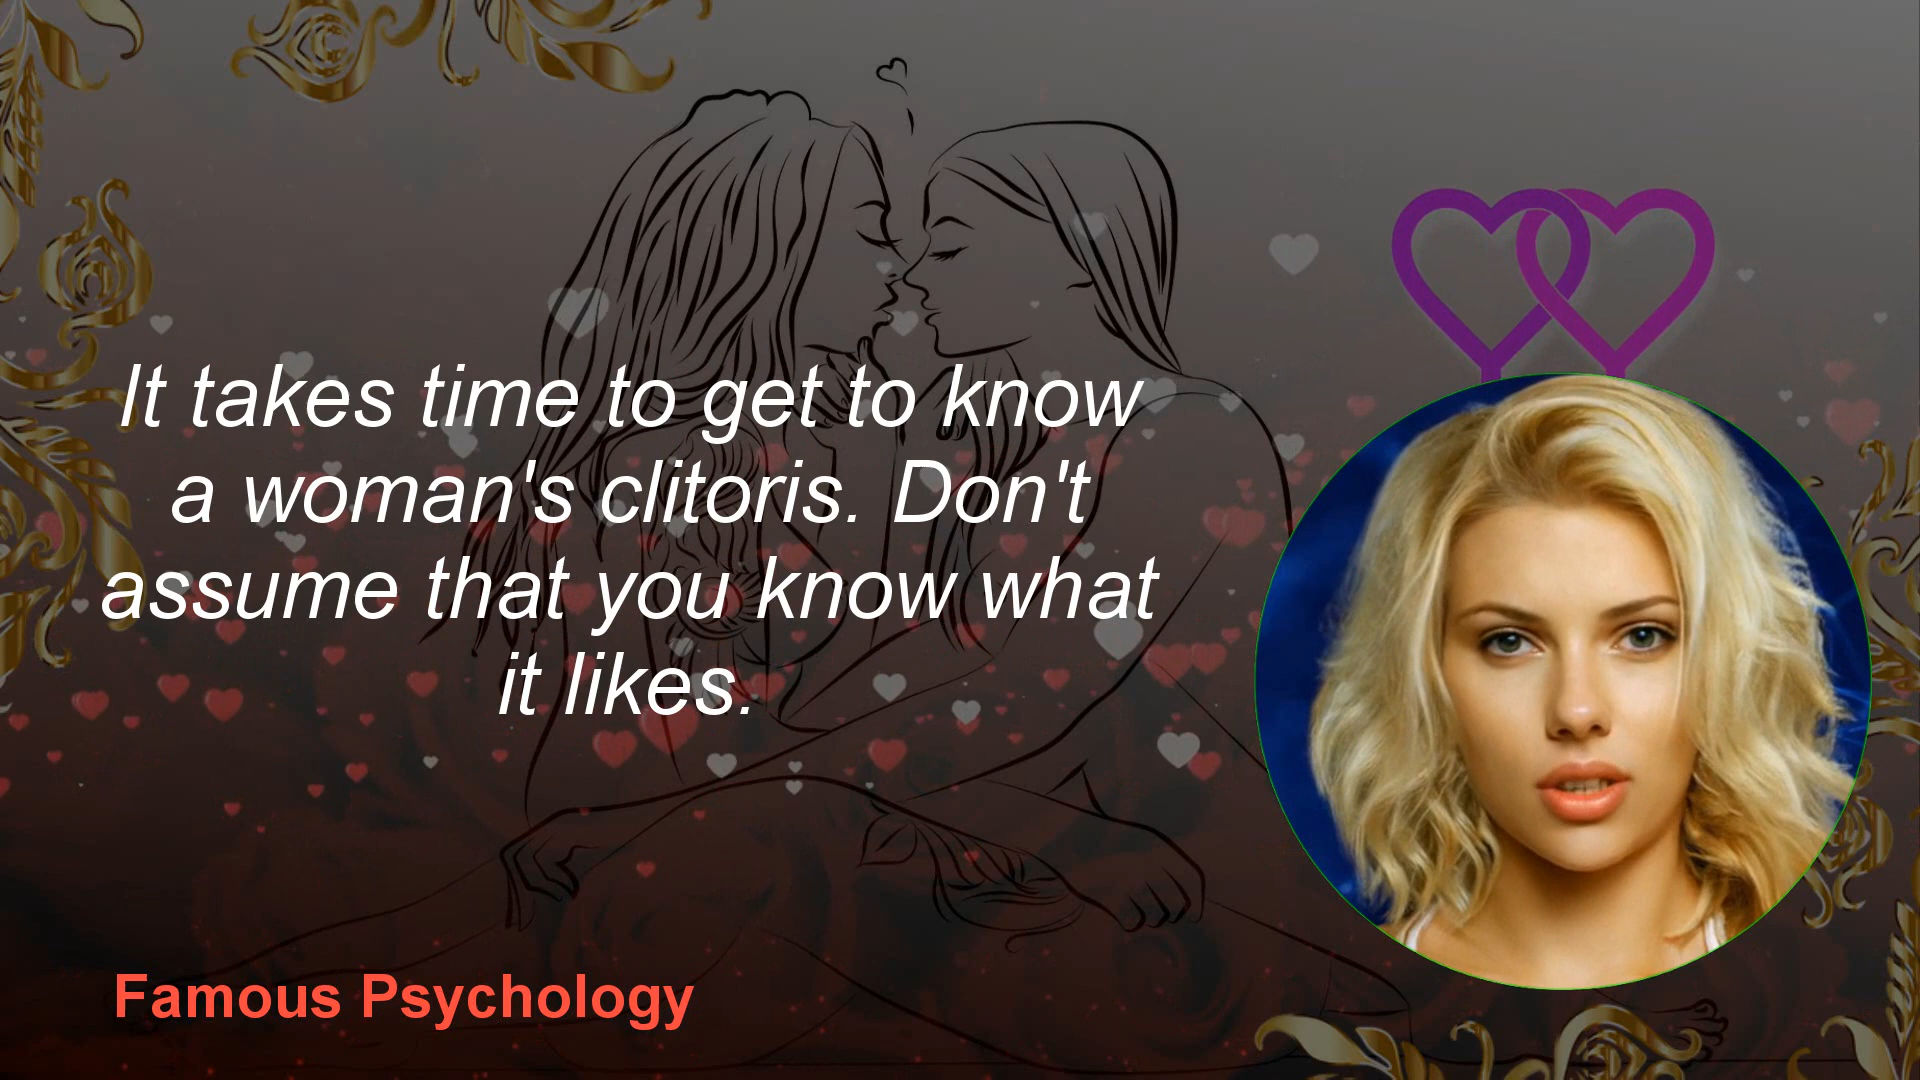 It takes time to get to know
a woman's clitoris. Don't
assume that you know what
it likes.
Famous Psychology